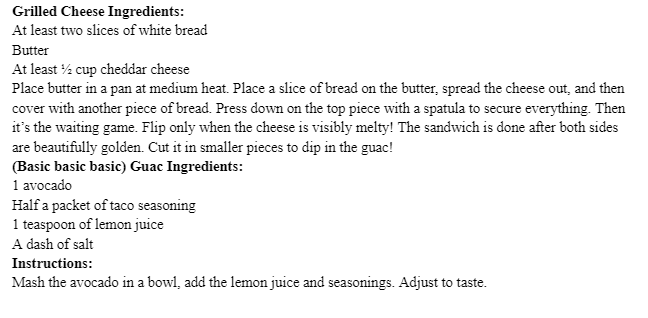 Grilled Cheese Ingredients:
At least two slices of white bread
Butter
At least ½ cup cheddar cheese
Place butter in a pan at medium heat. Place a slice of bread on the butter, spread the cheese out, and then
cover with another piece of bread. Press down on the top piece with a spatula to secure everything. Then
it’s the waiting game. Flip only when the cheese is visibly melty! The sandwich is done after both sides
are beautifully golden. Cut it in smaller pieces to dip in the guac!
(Basic basic basic) Guac Ingredients:
1 avocado
Half a packet of taco seasoning
1 teaspoon of lemon juice
A dash of salt
Instructions:
Mash the avocado in a bowl, add the lemon juice and seasonings. Adjust to taste.